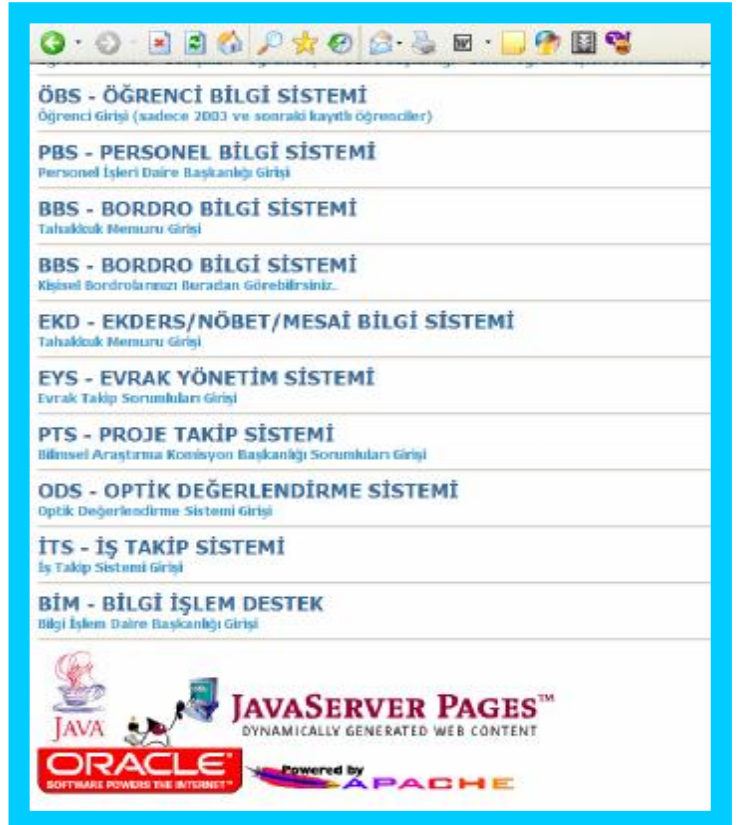 ÖBS - ÖĞRENCİ BİLGİ SİSTEMİ
Öğrenci Girişi (sadece 2003 ve sonraki kayıtlı öğrenciler)
PBS - PERSONEL BİLGİ SİSTEMİ
Personel İşleri Daire Başkanlığı Girişi
BBS - BORDRO BİLGİ SİSTEMİ
Tahakkuk Memuru Girişi
BBS - BORDRO BİLGİ SİSTEMİ
Kişisel Bordrolarınızı Buradan Görebilirsiniz..
EKD - EKDERS/NÖBET/MESAİ BİLGİ SİSTEMİ
Tahakkuk Memuru Girişi
EYS - EVRAK YÖNETİM SİSTEMİ
Evrak Takip Sorumluları Girişi
PTS - PROJE TAKİP SİSTEMİ
Bilimsel Araştırma Komisyon Başkanlığı Sorumluları Girişi
ODS - OPTİK DEĞERLENDİRME SİSTEMİ
Optik Değerlendirme Sistemi Girişi
İTS - İŞ TAKİP SİSTEMİ
İş Takip Sistemi Girişi
BİM - BİLGİ İŞLEM DESTEK
Bilgi İşlem Daire Başkanlığı Girişi
JAVA
JAVASERVER PAGES™
DYNAMICALLY GENERATED WEB CONTENT
ORACLE
SOFTWARE POWERS THE INTERNET™
Powered by
APACHE